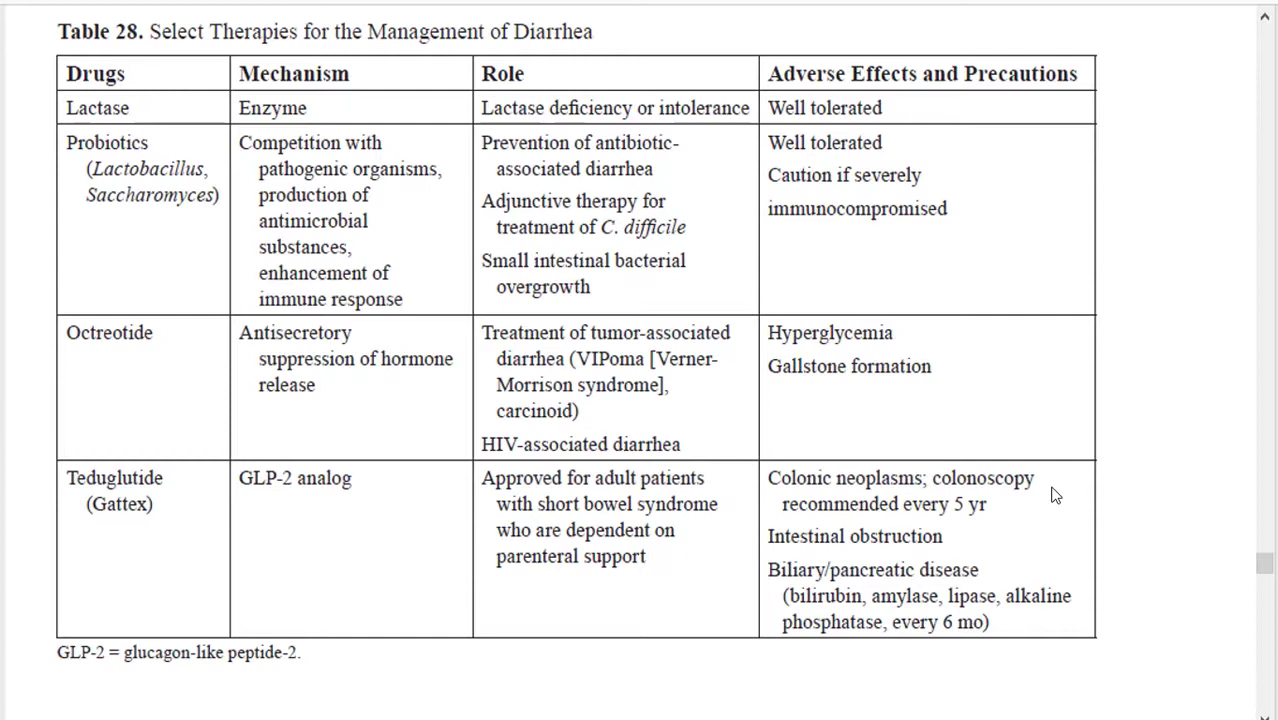 Table 28. Select Therapies for the Management of Diarrhea
Drugs
Mechanism
Role
Adverse Effects and Precautions
Lactase
Enzyme
Lactase deficiency or intolerance
Well tolerated
Probiotics
(Lactobacillus,
Saccharomyces)
Competition with
pathogenic organisms,
production of
antimicrobial
substances,
enhancement of
immune response
Prevention of antibiotic-
associated diarrhea
Adjunctive therapy for
treatment of C. difficile
Small intestinal bacterial
overgrowth
Well tolerated
Caution if severely
immunocompromised
Octreotide
Antisecretory
suppression of hormone
release
Treatment of tumor-associated
diarrhea (VIPoma [Verner-
Morrison syndrome],
carcinoid)
HIV-associated diarrhea
Hyperglycemia
Gallstone formation
Teduglutide
(Gattex)
GLP-2 analog
Approved for adult patients
with short bowel syndrome
who are dependent on
parenteral support
Colonic neoplasms; colonoscopy
recommended every 5 yr
Intestinal obstruction
Biliary/pancreatic disease
(bilirubin, amylase, lipase, alkaline
phosphatase, every 6 mo)
GLP-2 = glucagon-like peptide-2.